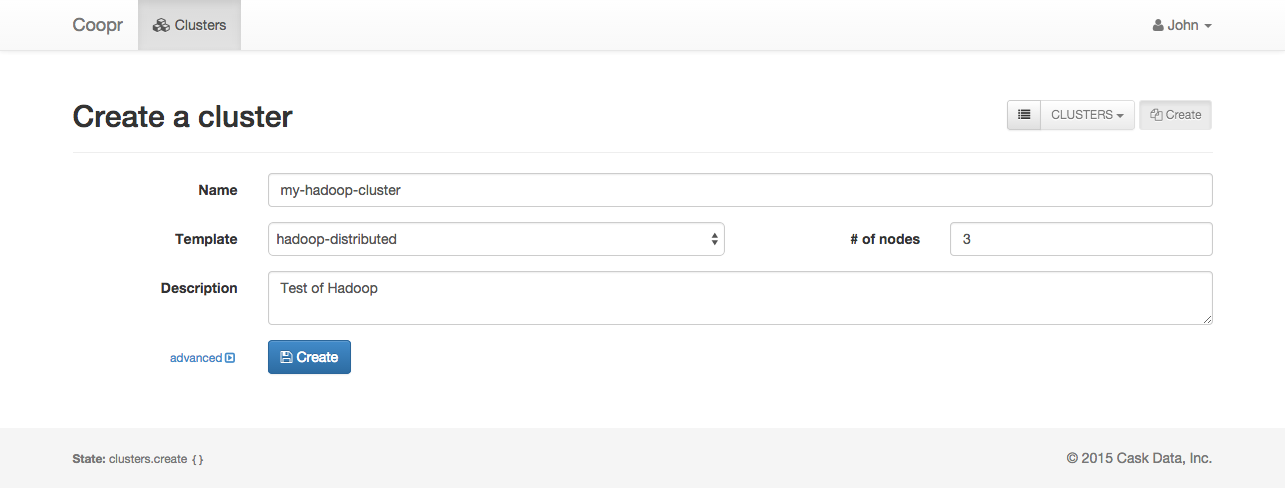 Coopr Clusters John
Create a cluster CLUSTERS Create
Name my-hadoop-cluster
Template hadoop-distributed # of nodes 3
Description Test of Hadoop
advanced Create
State: clusters.create {} © 2015 Cask Data, Inc.